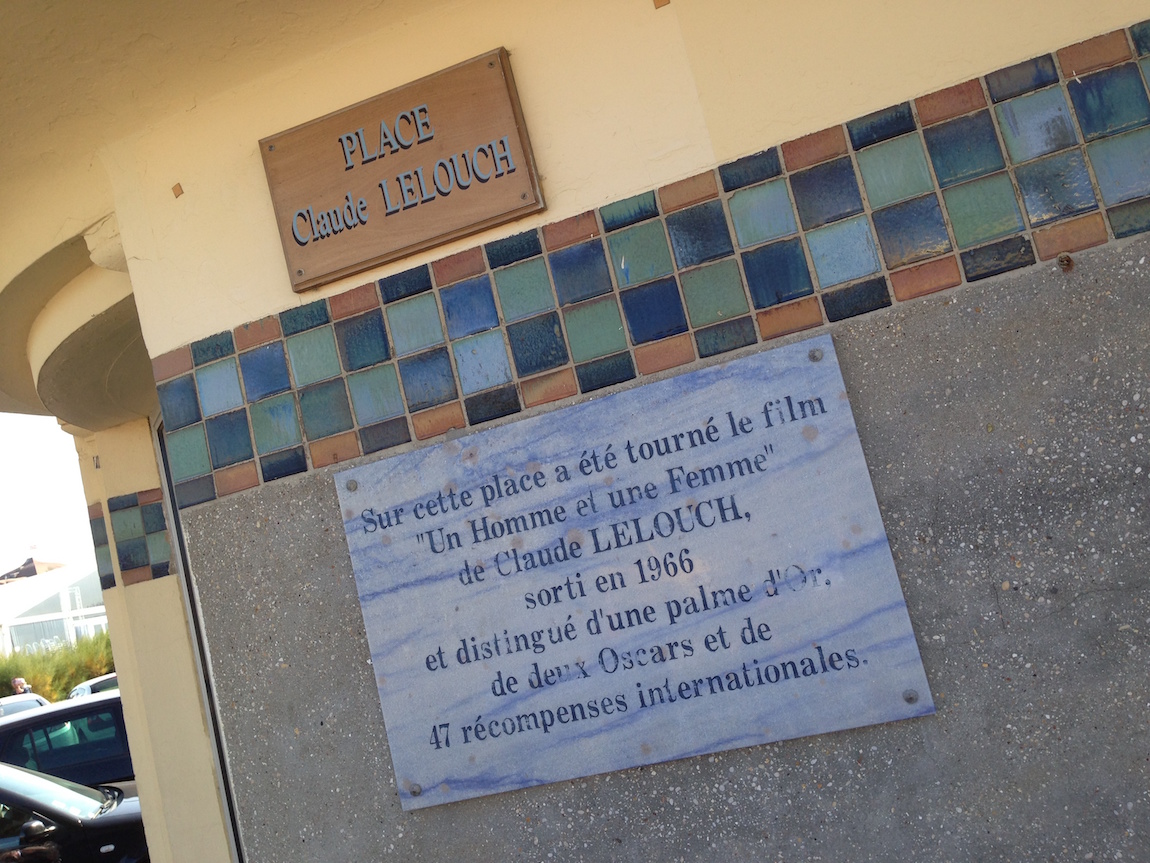 PLACE
Claude LELOUCH
Sur cette place a été tourné le film
"Un Homme et une Femme"
de Claude LELOUCH,
sorti en 1966
et distingué d'une palme d'Or,
de deux Oscars et de
47 récompenses internationales.